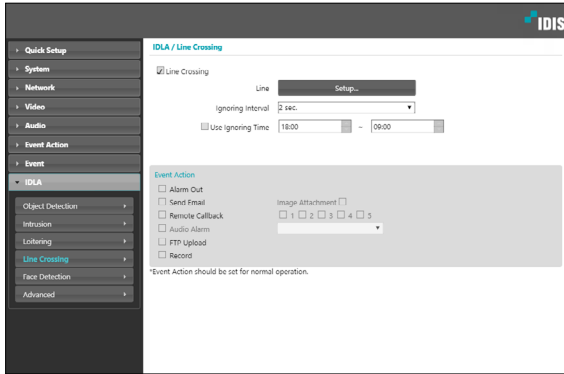 IDIS
Quick Setup
System
Network
Video
Audio
Event Action
Event
IDLA
Object Detection
Intrusion
Loitering
Line Crossing
Face Detection
Advanced
IDLA / Line Crossing
Line Crossing
Line Setup...
Ignoring Interval 2 sec.
Use Ignoring Time 18:00 ~ 09:00
Event Action
Alarm Out
Send Email Image Attachment
Remote Callback 1 2 3 4 5
Audio Alarm
FTP Upload
Record
*Event Action should be set for normal operation.